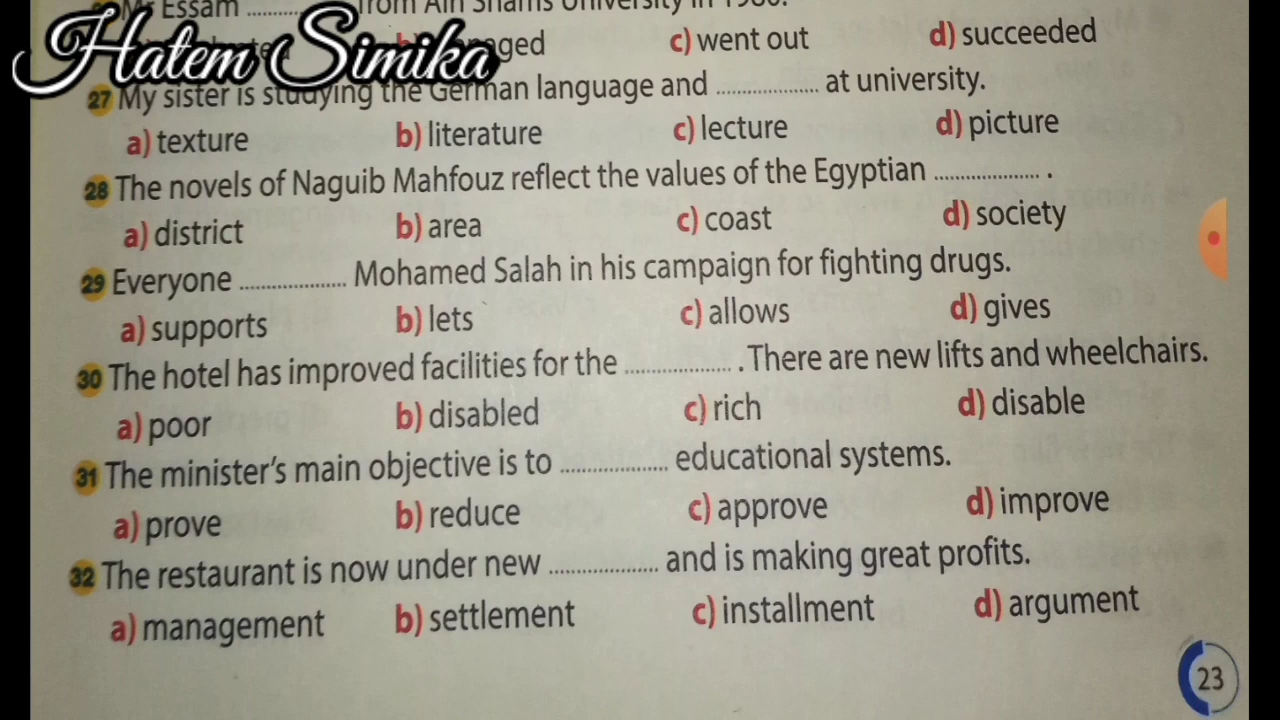 Mr Essam ............ from Ain Shams University in
b) c) went out d) succeeded
Hatem Simika
27 My sister is studying the German language and .................. at university.
a) texture b) literature c) lecture d) picture
28 The novels of Naguib Mahfouz reflect the values of the Egyptian .................. .
a) district b) area c) coast d) society
29 Everyone .................. Mohamed Salah in his campaign for fighting drugs.
a) supports b) lets c) allows d) gives
30 The hotel has improved facilities for the .................. . There are new lifts and wheelchairs.
a) poor b) disabled c) rich d) disable
31 The minister's main objective is to .................. educational systems.
a) prove b) reduce c) approve d) improve
32 The restaurant is now under new .................. and is making great profits.
a) management b) settlement c) installment d) argument
23